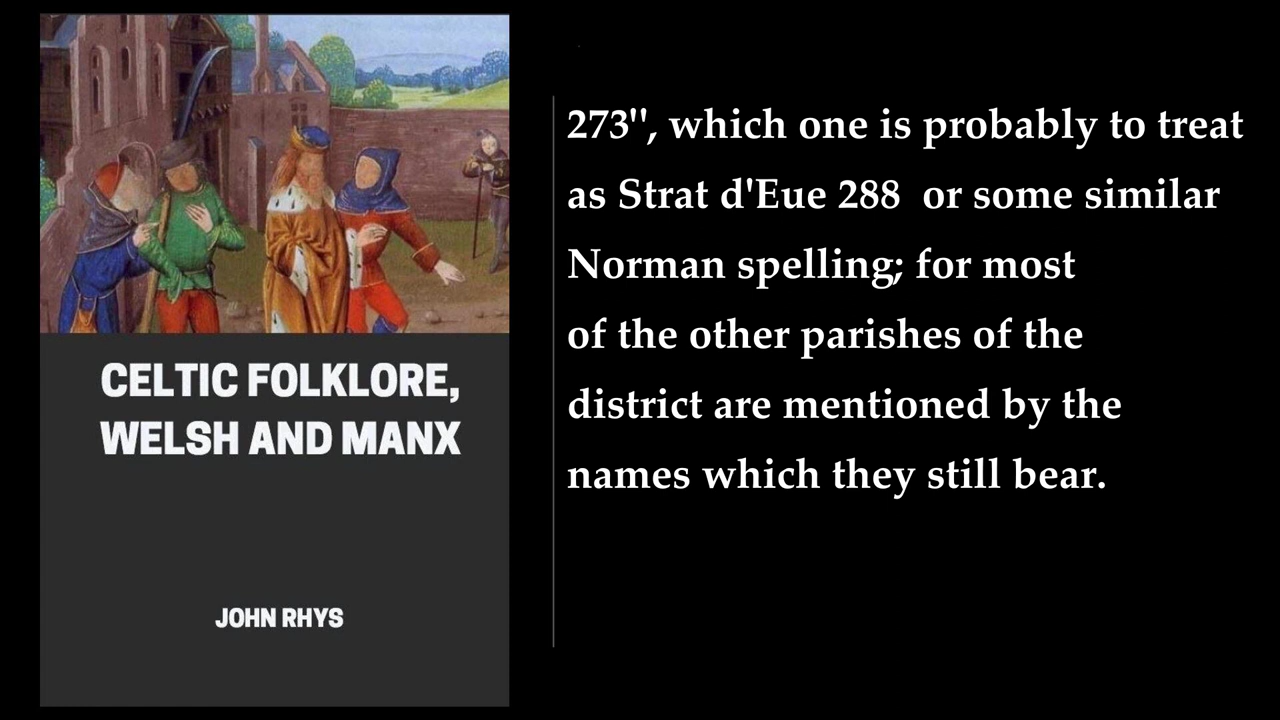 CELTIC FOLKLORE,
WELSH AND MANX
JOHN RHYS
273", which one is probably to treat
as Strat d'Eue 288  or some similar
Norman spelling; for most
of the other parishes of the
district are mentioned by the
names which they still bear.